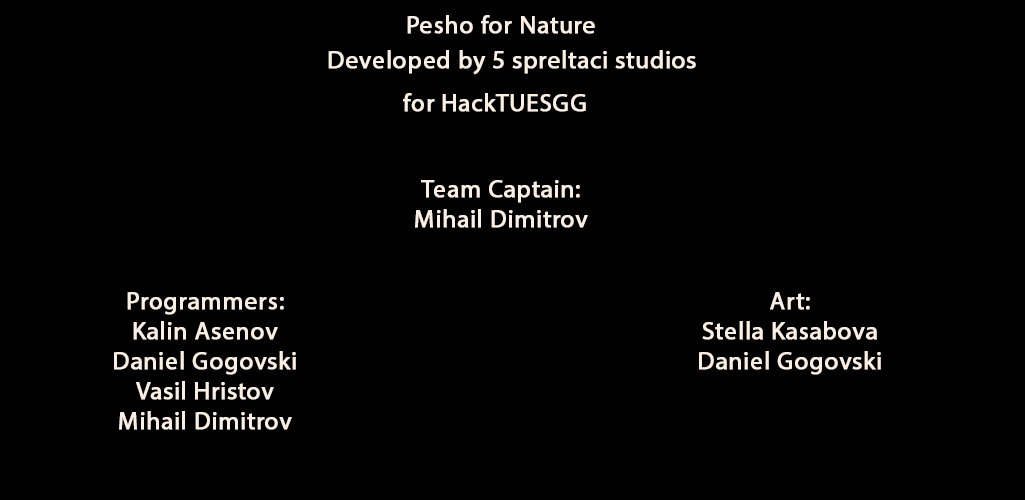 Pesho for Nature
Developed by 5 spreltaci studios
for HackTUESGG
Team Captain:
Mihail Dimitrov
Programmers:
Kalin Asenov
Daniel Gogovski
Vasil Hristov
Mihail Dimitrov
Art:
Stella Kasabova
Daniel Gogovski